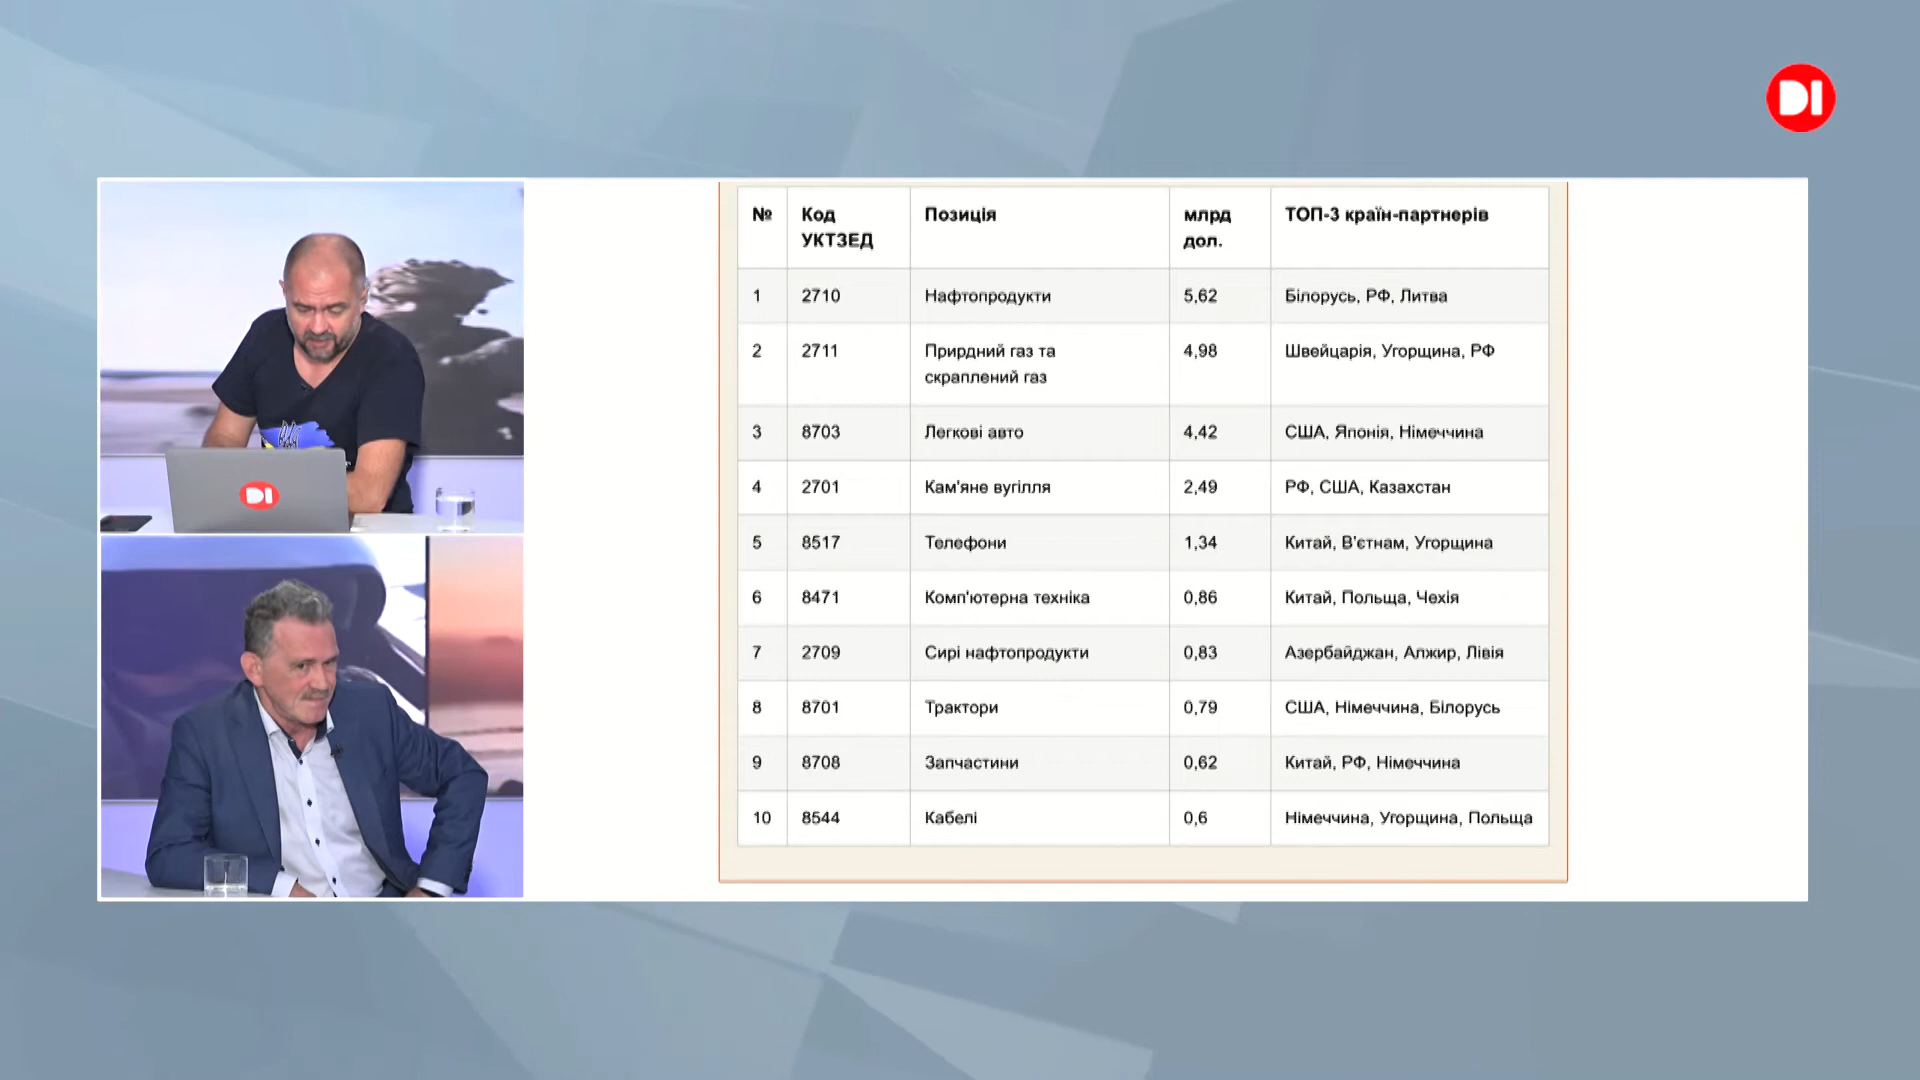 DI
№ Код Позиція млрд ТОП-3 країн-партнерів
УКТЗЕД дол.
1 2710 Нафтопродукти 5,62 Білорусь, РФ, Литва
2 2711 Прирдний газ та 4,98 Швейцарія, Угорщина, РФ
скраплений газ
3 8703 Легкові авто 4,42 США, Японія, Німеччина
4 2701 Кам'яне вугілля 2,49 РФ, США, Казахстан
5 8517 Телефони 1,34 Китай, В'єтнам, Угорщина
6 8471 Комп'ютерна техніка 0,86 Китай, Польща, Чехія
7 2709 Сирі нафтопродукти 0,83 Азербайджан, Алжир, Лівія
8 8701 Трактори 0,79 США, Німеччина, Білорусь
9 8708 Запчастини 0,62 Китай, РФ, Німеччина
10 8544 Кабелі 0,6 Німеччина, Угорщина, Польща
DI